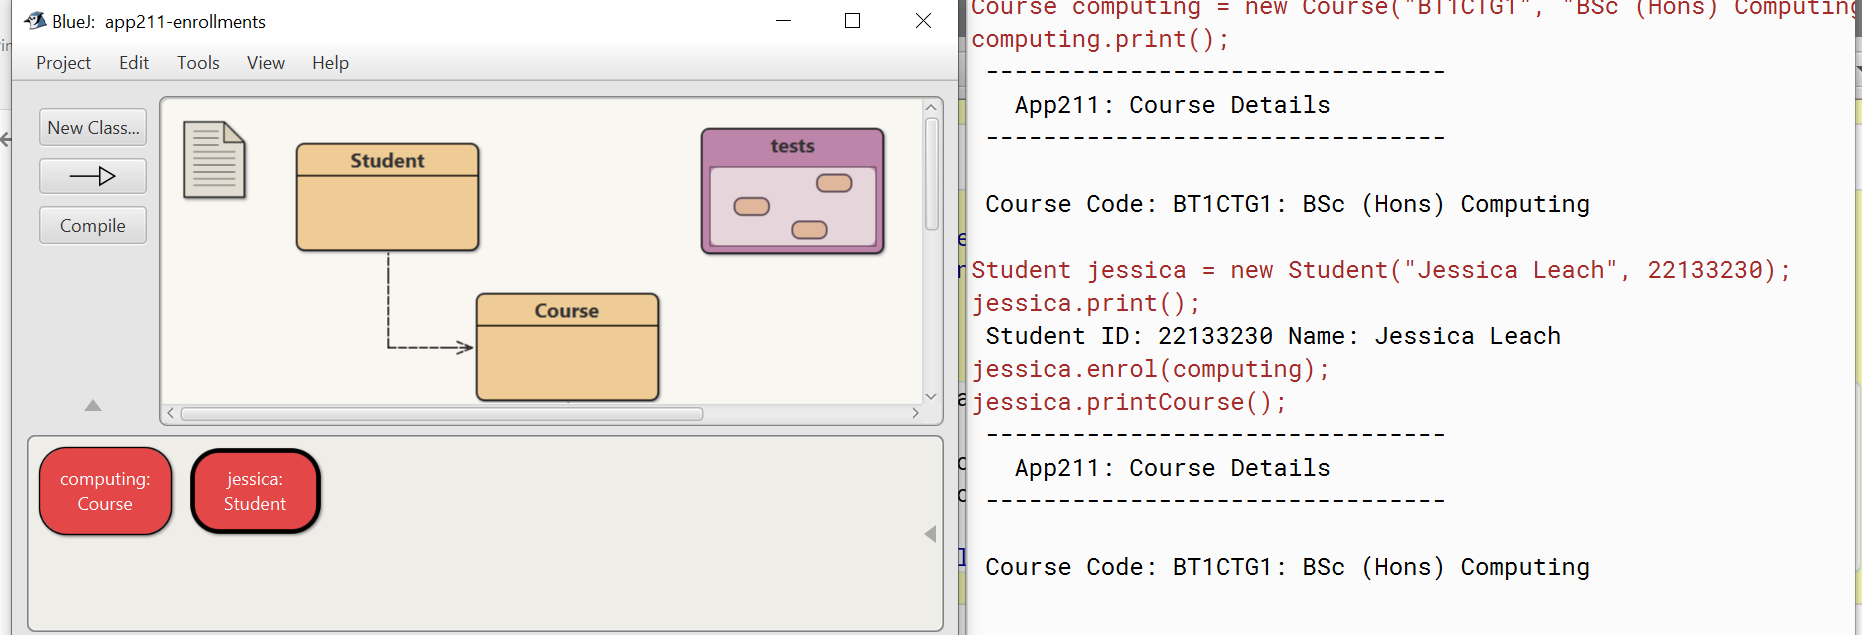 BlueJ: app211-enrollments
Project Edit Tools View Help
New Class...
Compile
Student
tests
Course
computing:
Course
jessica:
Student
Course computing = new Course("BT1CTG1", "BSc (Hons) Computing
computing.print();
--------------------------------
App211: Course Details
--------------------------------
Course Code: BT1CTG1: BSc (Hons) Computing
Student jessica = new Student("Jessica Leach", 22133230);
jessica.print();
Student ID: 22133230 Name: Jessica Leach
jessica.enrol(computing);
jessica.printCourse();
--------------------------------
App211: Course Details
--------------------------------
Course Code: BT1CTG1: BSc (Hons) Computing